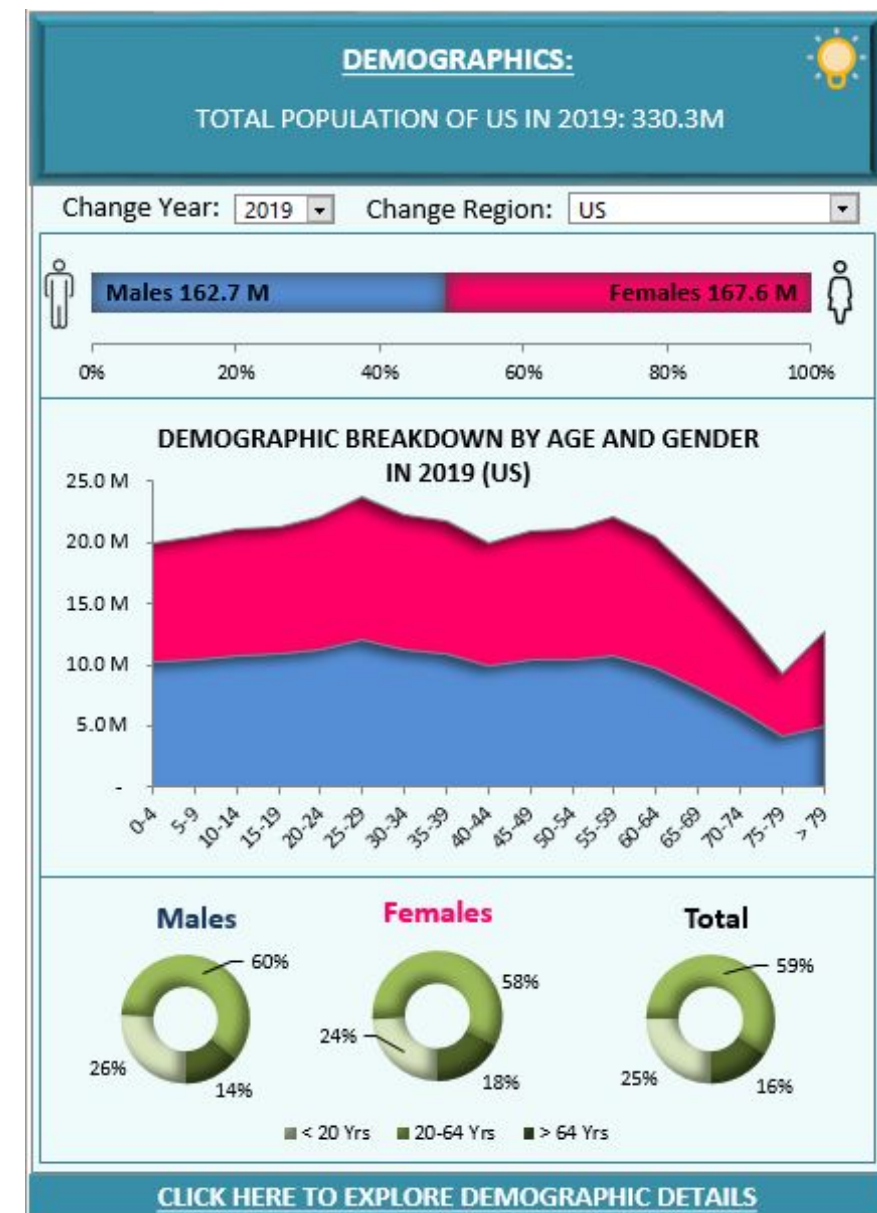 DEMOGRAPHICS:
TOTAL POPULATION OF US IN 2019: 330.3M
Change Year: 2019 Change Region: US
Males 162.7 M Females 167.6 M
0% 20% 40% 60% 80% 100%
DEMOGRAPHIC BREAKDOWN BY AGE AND GENDER
IN 2019 (US)
25.0 M
20.0 M
15.0 M
10.0 M
5.0 M
-
0-4 5-9 10-14 15-19 20-24 25-29 30-34 35-39 40-44 45-49 50-54 55-59 60-64 65-69 70-74 75-79 > 79
Males Females Total
60% 58% 59%
26% 14% 24% 18% 25% 16%
< 20 Yrs 20-64 Yrs > 64 Yrs
CLICK HERE TO EXPLORE DEMOGRAPHIC DETAILS